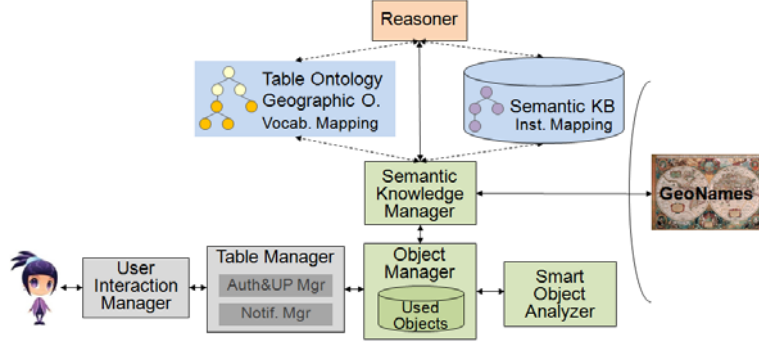 Reasoner
Table Ontology
Geographic O.
Vocab. Mapping
Semantic KB
Inst. Mapping
Semantic
Knowledge
Manager
GeoNames
User
Interaction
Manager
Table Manager
Auth&UP Mgr
Notif. Mgr
Object
Manager
Used
Objects
Smart
Object
Analyzer